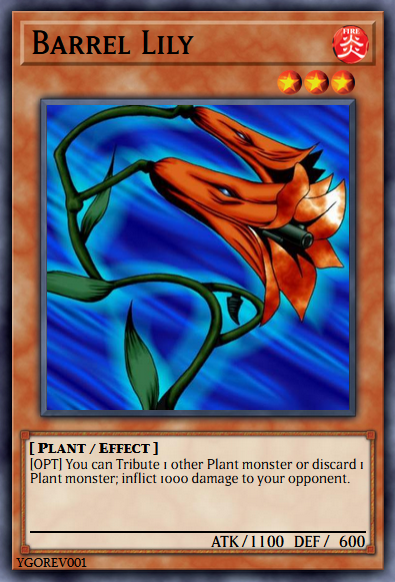 Barrel Lily
FIRE
炎
[ Plant / Effect ]
[OPT] You can Tribute 1 other Plant monster or discard 1
Plant monster; inflict 1000 damage to your opponent.
ATK / 1100 DEF / 600
YGOREV001